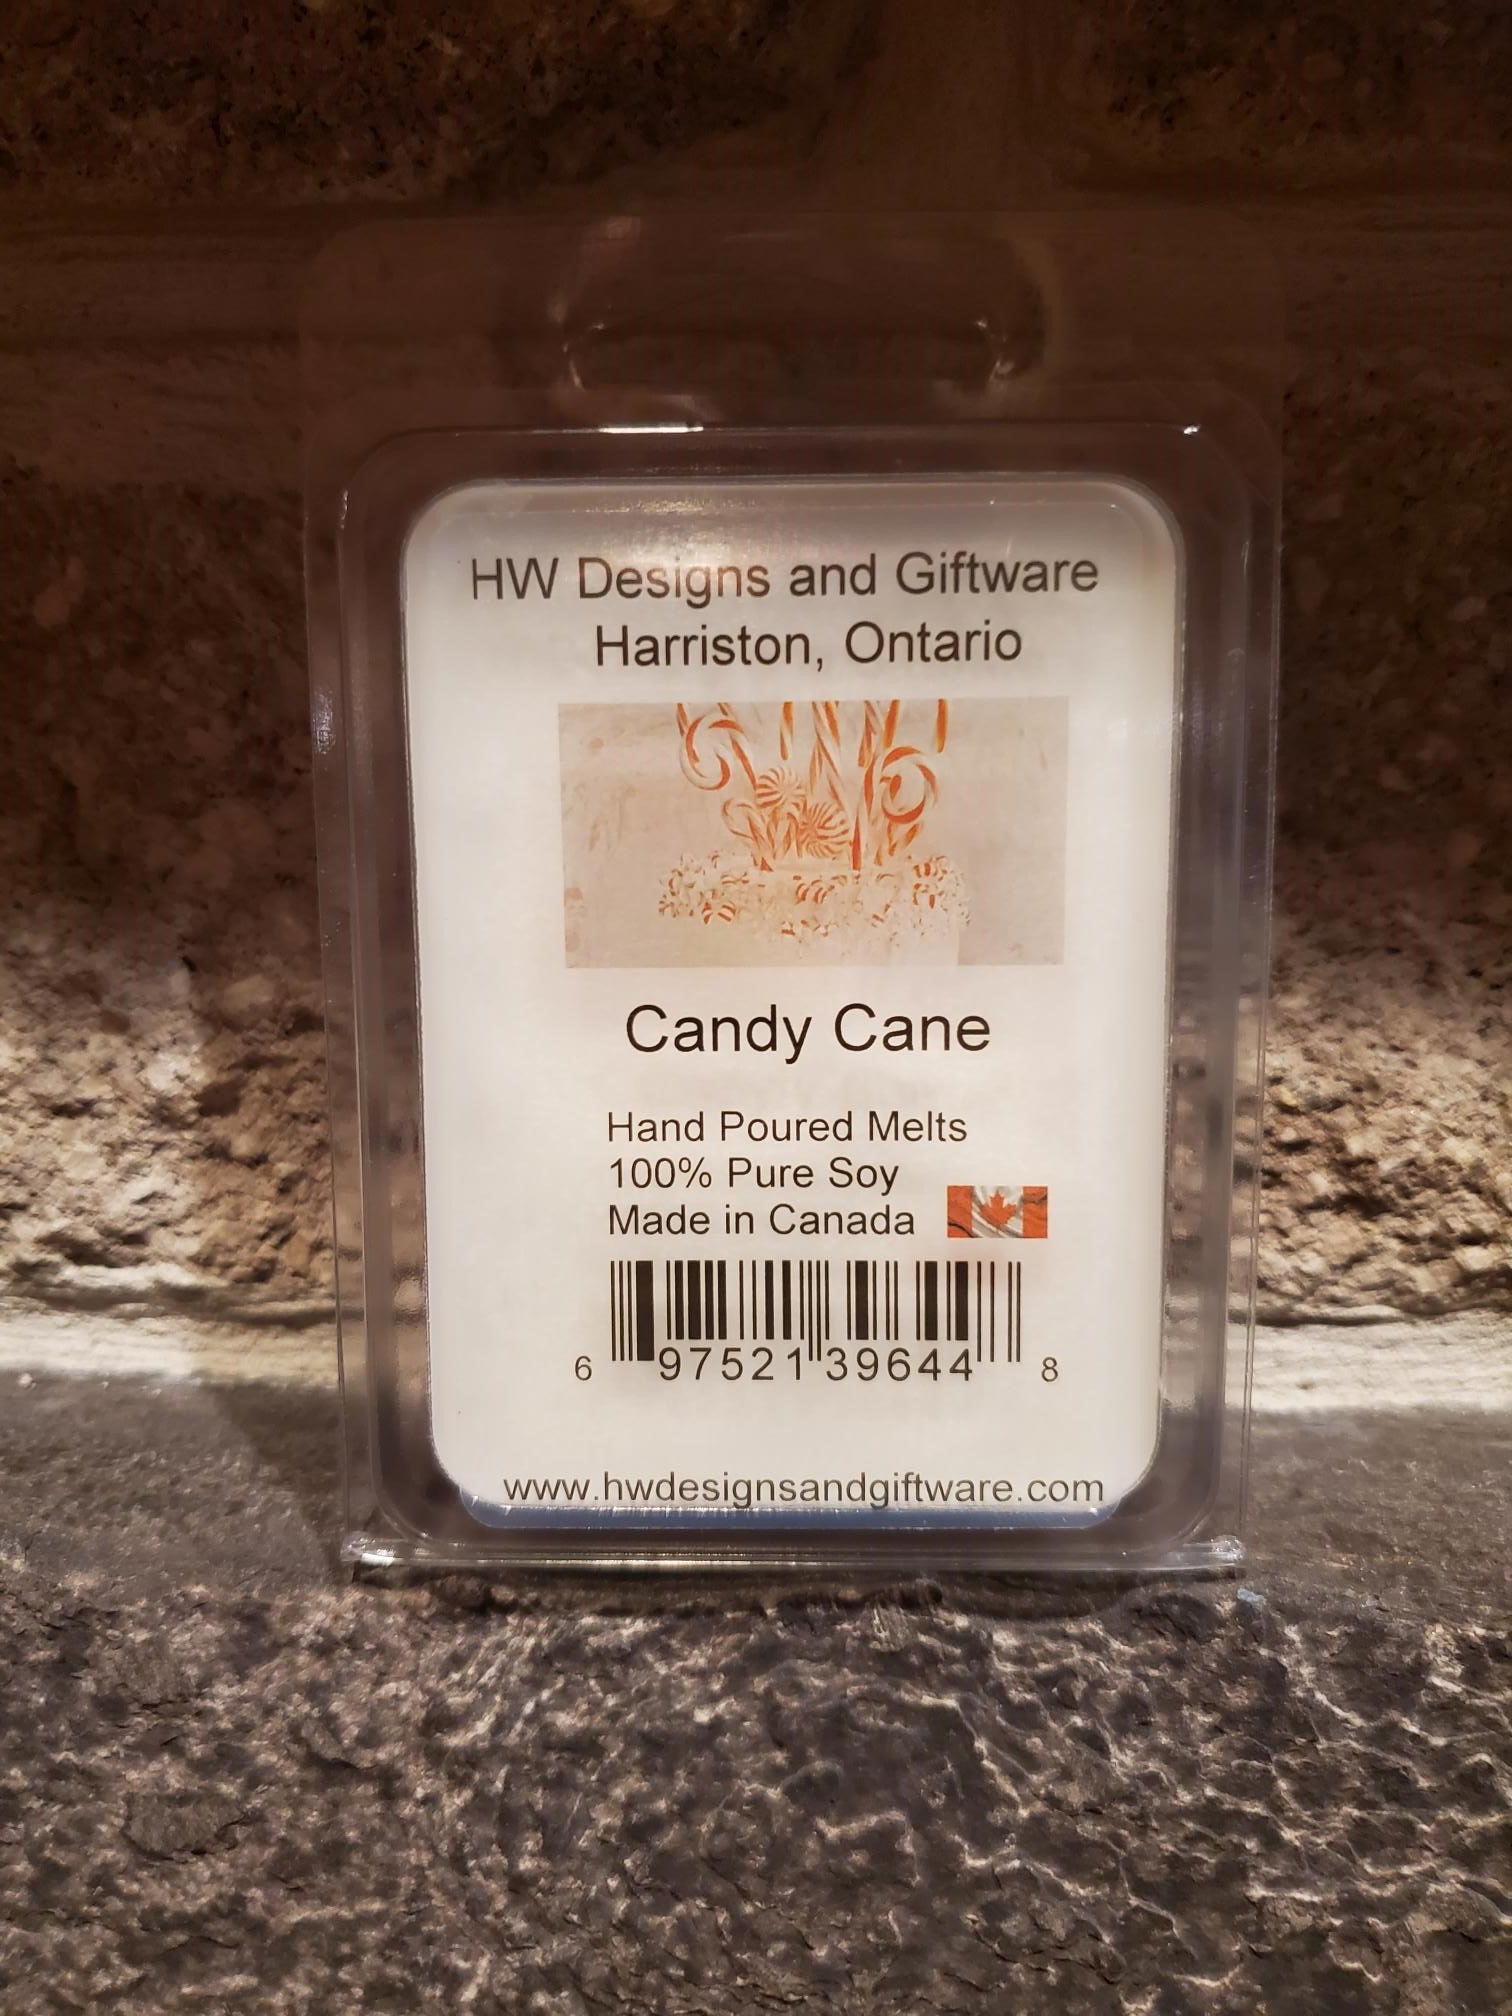 HW Designs and Giftware
Harriston, Ontario
Candy Cane
Hand Poured Melts
100% Pure Soy
Made in Canada
6 97521 39644 8
www.hwdesignsandgiftware.com